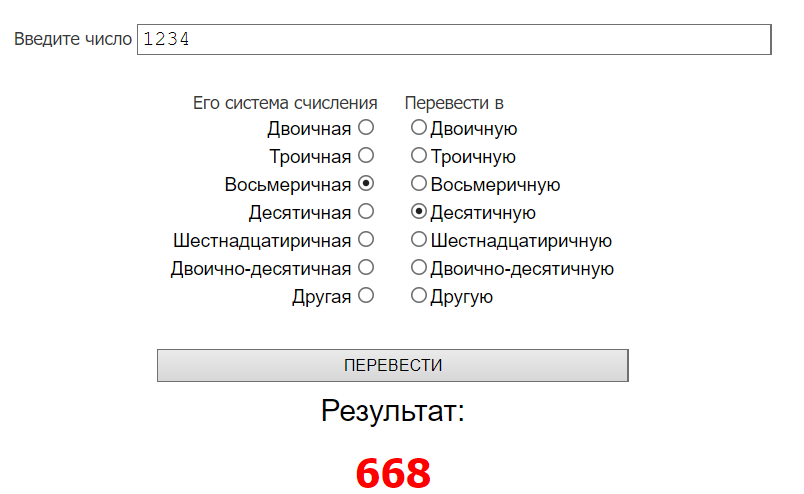 Введите число 1234
Его система счисления Перевести в
Двоичная Двоичную
Троичная Троичную
Восьмеричная Восьмеричную
Десятичная Десятичную
Шестнадцатиричная Шестнадцатиричную
Двоично-десятичная Двоично-десятичную
Другая Другую
ПЕРЕВЕСТИ
Результат:
668